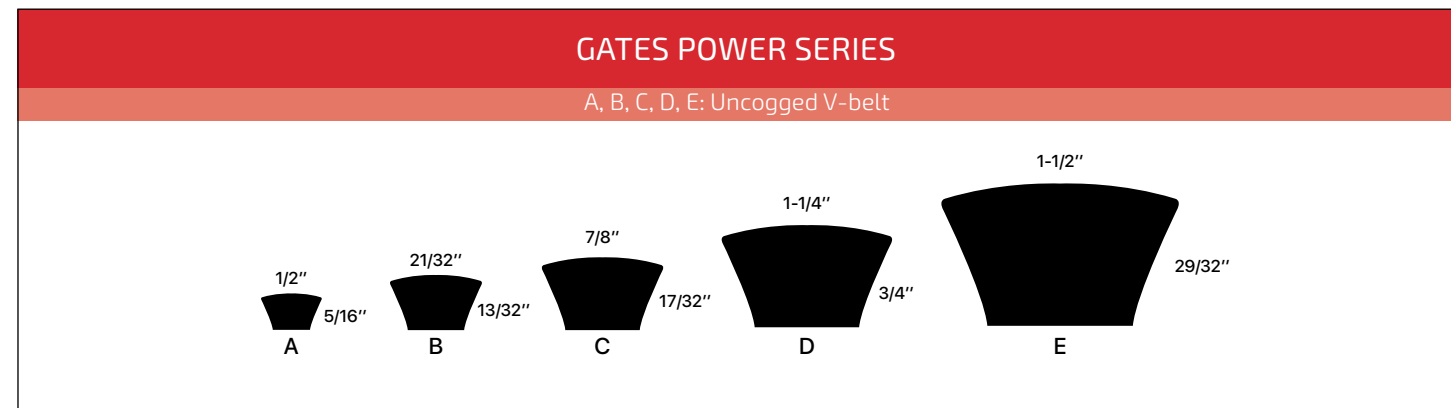 GATES POWER SERIES
A, B, C, D, E: Uncogged V-belt
1/2’’
5/16’’
A
21/32’’
13/32’’
B
7/8’’
17/32’’
C
1-1/4’’
3/4’’
D
1-1/2’’
29/32’’
E